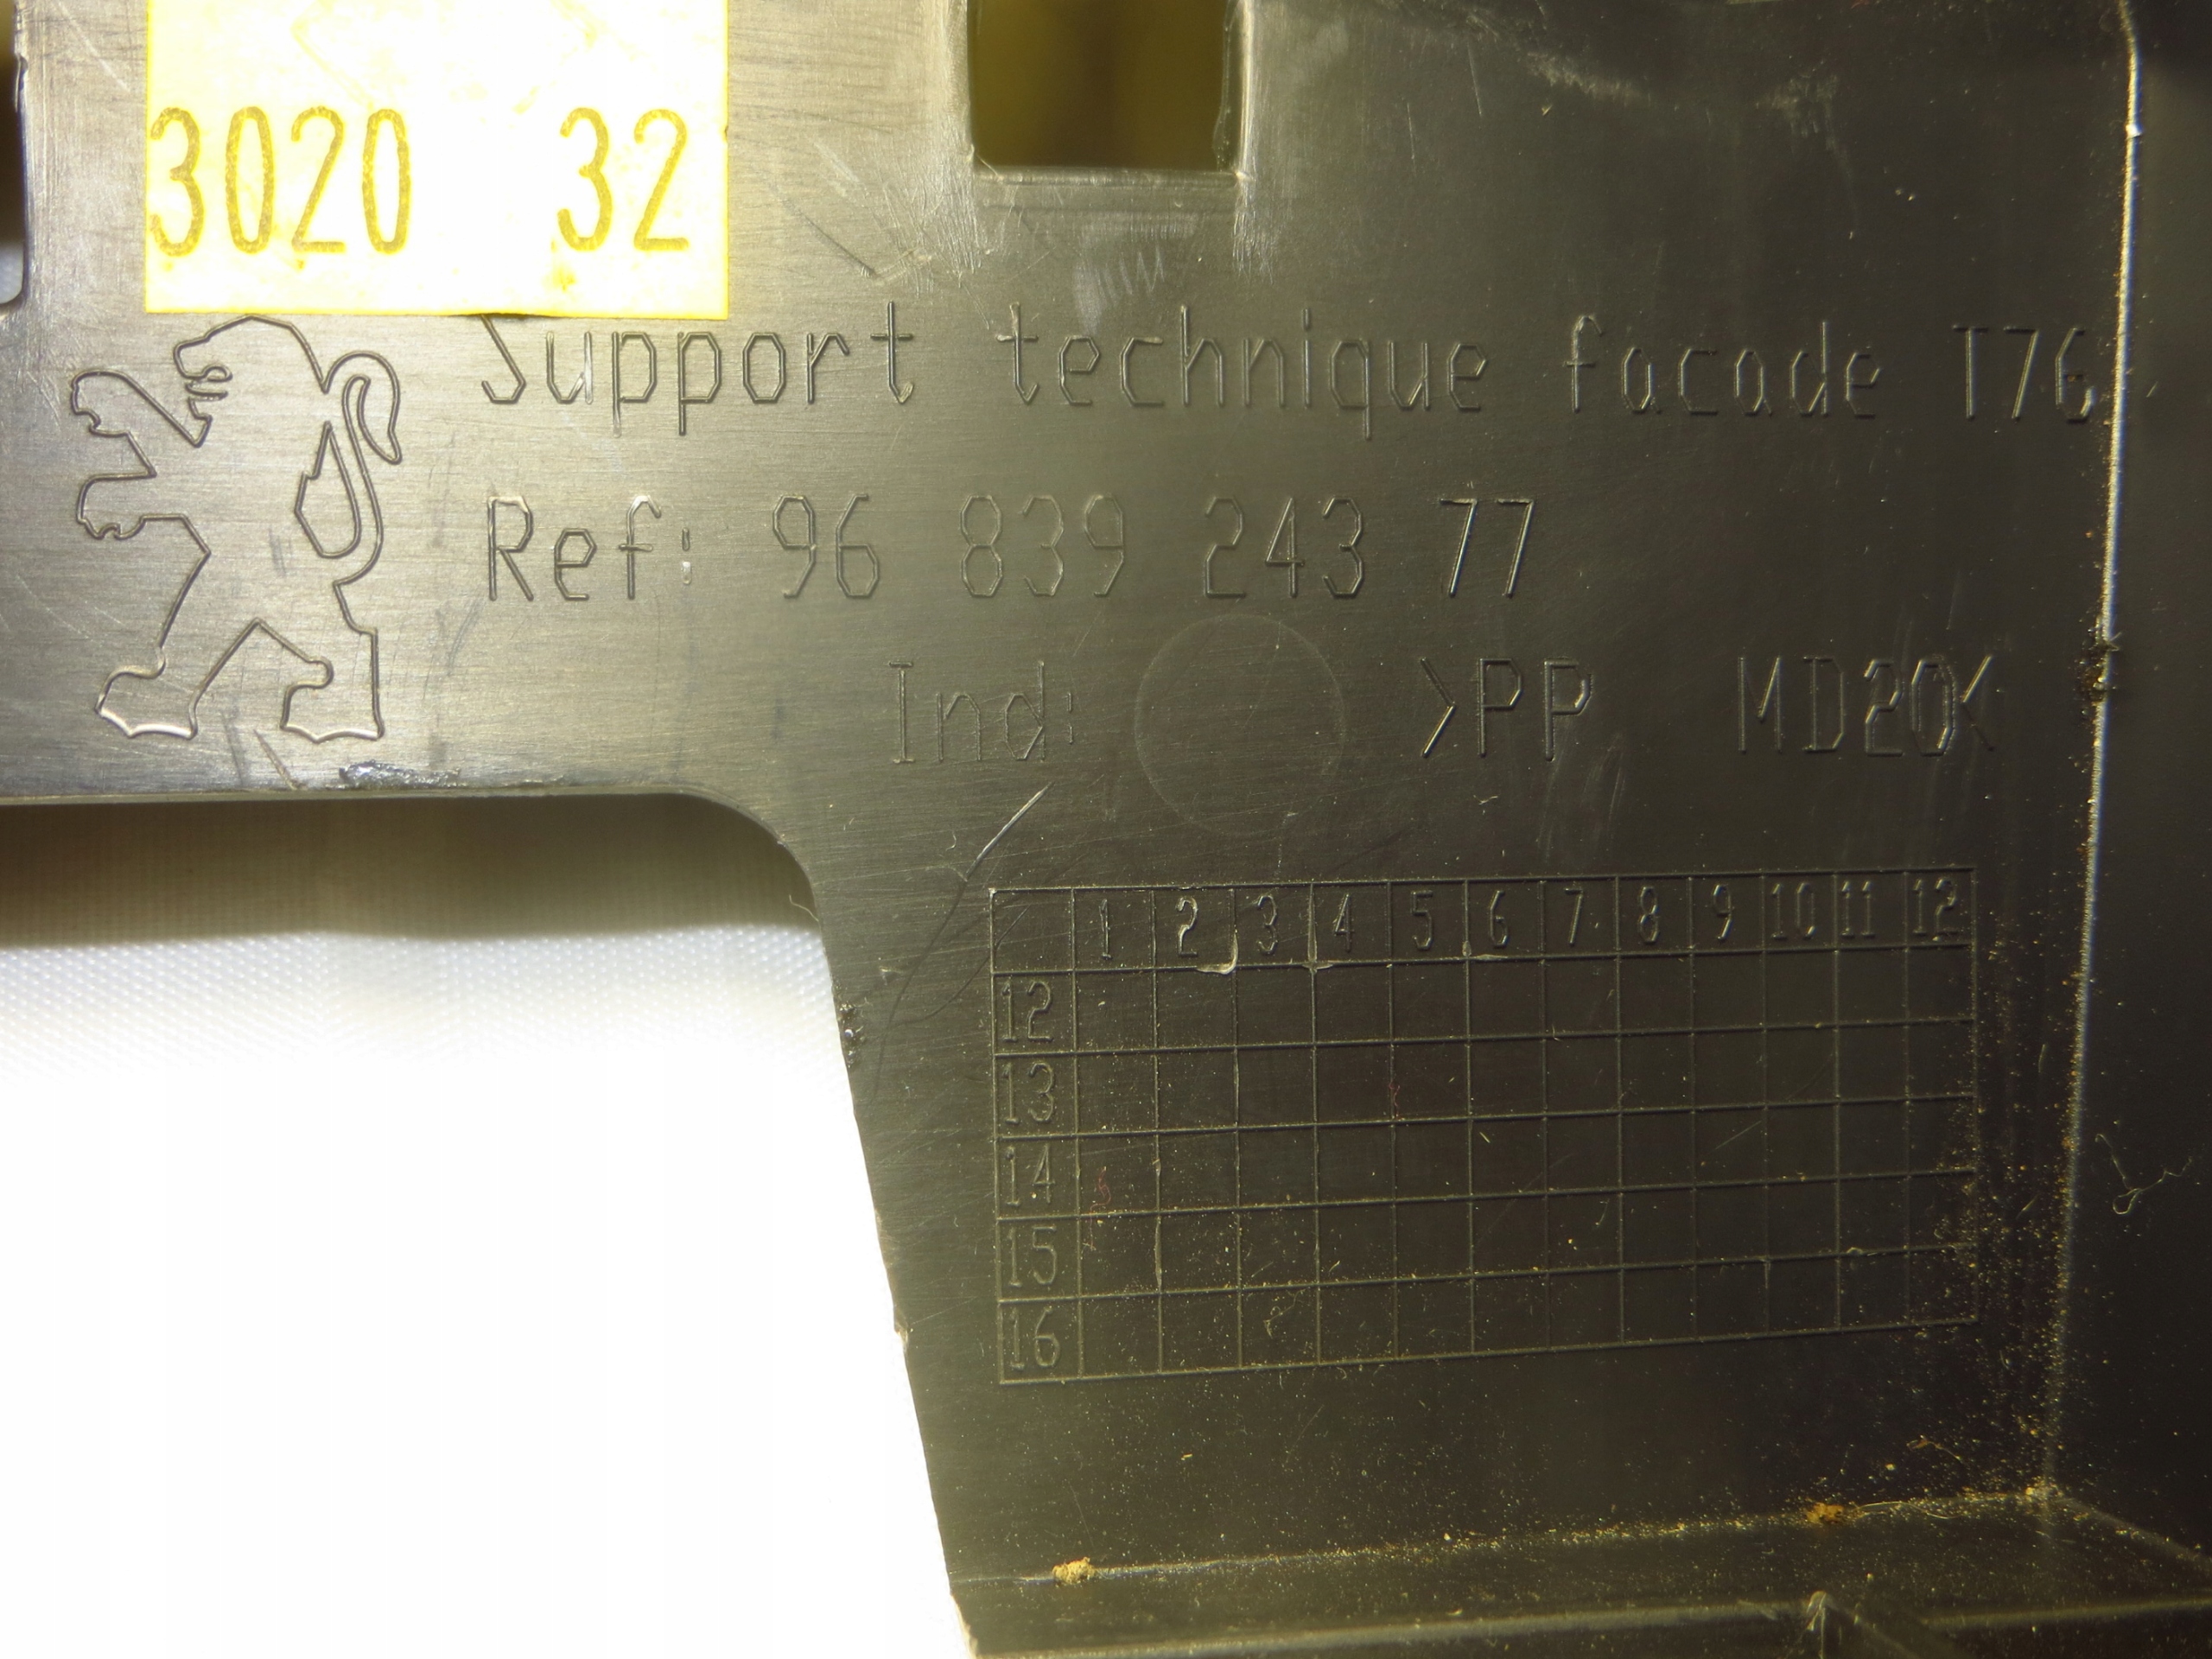 3020 32
Support technique facade T76
Ref: 96 839 243 77
Ind: >PP MD20<
1 2 3 4 5 6 7 8 9 10 11 12
12
13
14
15
16